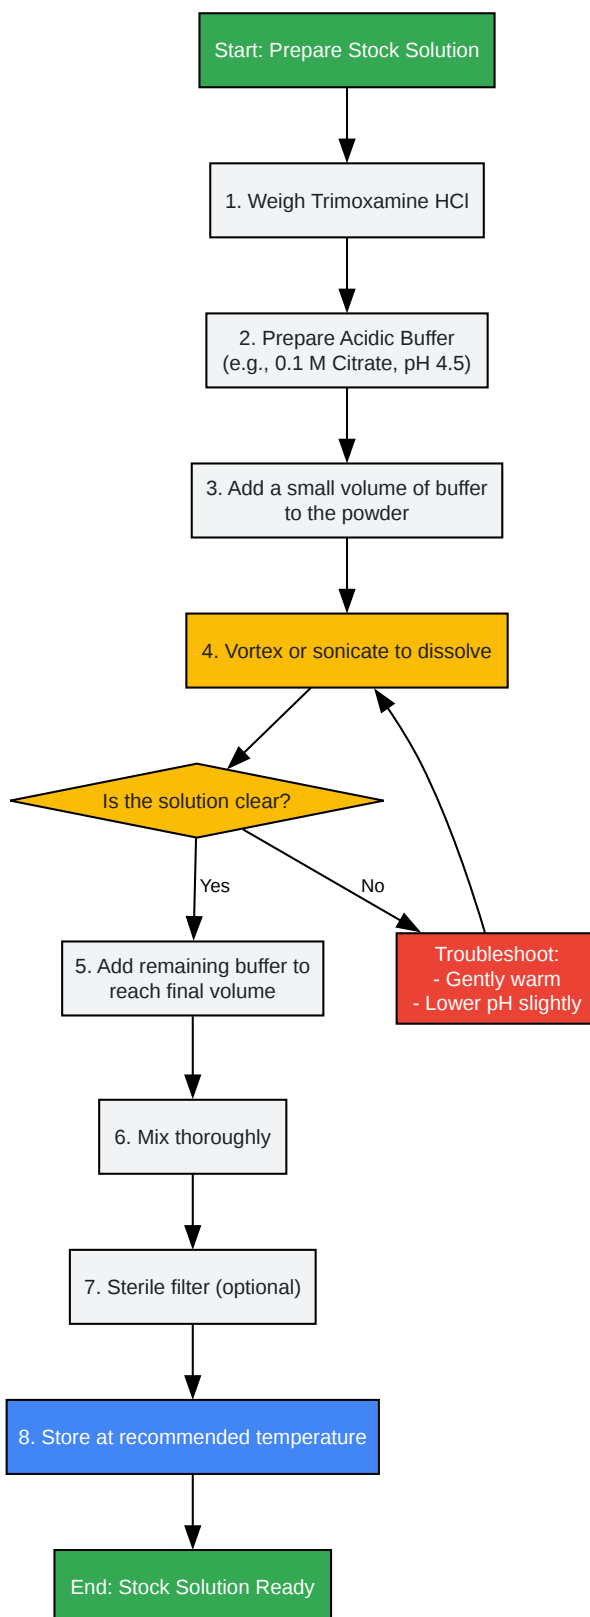 Start: Prepare Stock Solution
1. Weigh Trimoxamine HCl
2. Prepare Acidic Buffer
(e.g., 0.1 M Citrate, pH 4.5)
3. Add a small volume of buffer
to the powder
4. Vortex or sonicate to dissolve
Is the solution clear?
Yes
No
5. Add remaining buffer to
reach final volume
Troubleshoot:
- Gently warm
- Lower pH slightly
6. Mix thoroughly
7. Sterile filter (optional)
8. Store at recommended temperature
End: Stock Solution Ready